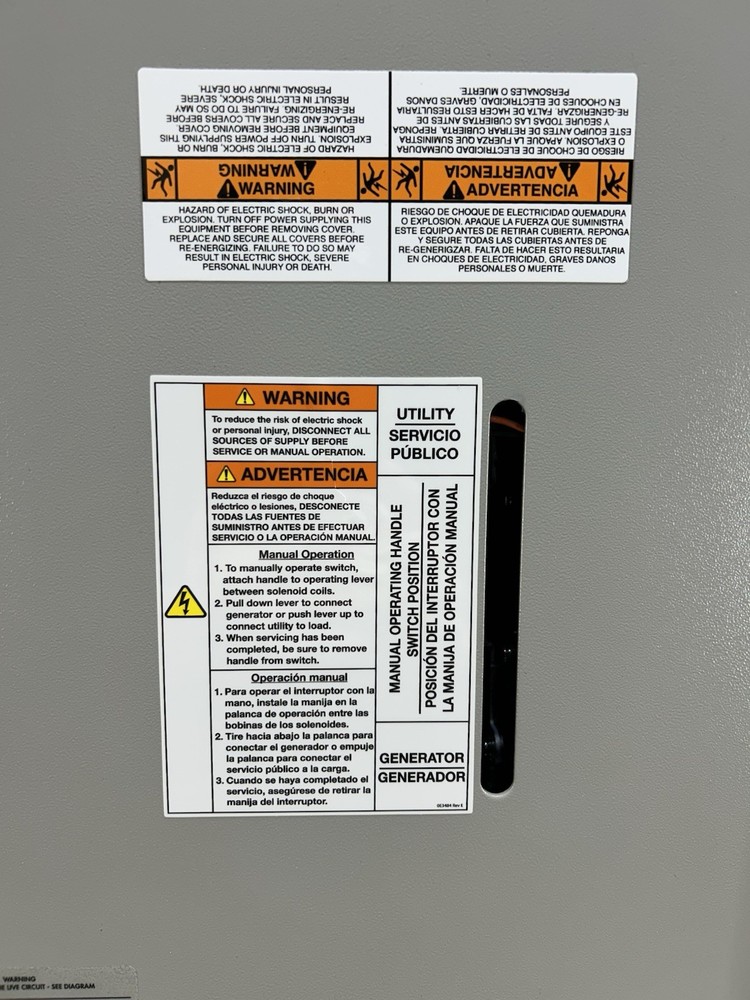 HAZARD OF ELECTRIC SHOCK, BURN OR
EXPLOSION. TURN OFF POWER SUPPLYING THIS
EQUIPMENT BEFORE REMOVING COVER.
REPLACE AND SECURE ALL COVERS BEFORE
RE-ENERGIZING. FAILURE TO DO SO MAY
RESULT IN ELECTRIC SHOCK, SEVERE
PERSONAL INJURY OR DEATH.
WARNING
RIESGO DE CHOQUE DE ELECTRICIDAD QUEMADURA
O EXPLOSION. APAQUE LA FUERZA QUE SUMINISTRA
ESTE EQUIPO ANTES DE RETIRAR CUBIERTA. REPONGA
Y SEGURE TODAS LAS CUBIERTAS ANTES DE
RE-GENERIGZAR. FALTA DE HACER ESTO RESULTARIA
EN CHOQUES DE ELECTRICIDAD, GRAVES DANOS
PERSONALES O MUERTE.
ADVERTENCIA
WARNING
HAZARD OF ELECTRIC SHOCK, BURN OR
EXPLOSION. TURN OFF POWER SUPPLYING THIS
EQUIPMENT BEFORE REMOVING COVER.
REPLACE AND SECURE ALL COVERS BEFORE
RE-ENERGIZING. FAILURE TO DO SO MAY
RESULT IN ELECTRIC SHOCK, SEVERE
PERSONAL INJURY OR DEATH.
ADVERTENCIA
RIESGO DE CHOQUE DE ELECTRICIDAD QUEMADURA
O EXPLOSION. APAQUE LA FUERZA QUE SUMINISTRA
ESTE EQUIPO ANTES DE RETIRAR CUBIERTA. REPONGA
Y SEGURE TODAS LAS CUBIERTAS ANTES DE
RE-GENERIGZAR. FALTA DE HACER ESTO RESULTARIA
EN CHOQUES DE ELECTRICIDAD, GRAVES DANOS
PERSONALES O MUERTE.
WARNING
To reduce the risk of electric shock
or personal injury, DISCONNECT ALL
SOURCES OF SUPPLY BEFORE
SERVICE OR MANUAL OPERATION.
ADVERTENCIA
Reduzca el riesgo de choque
eléctrico o lesiones, DESCONECTE
TODAS LAS FUENTES DE
SUMINISTRO ANTES DE EFECTUAR
SERVICIO O LA OPERACIÓN MANUAL.
Manual Operation
1. To manually operate switch,
attach handle to operating lever
between solenoid coils.
2. Pull down lever to connect
generator or push lever up to
connect utility to load.
3. When servicing has been
completed, be sure to remove
handle from switch.
Operación manual
1. Para operar el interruptor con la
mano, instale la manija en la
palanca de operación entre las
bobinas de los solenoides.
2. Tire hacia abajo la palanca para
conectar el generador o empuje
la palanca para conectar el
servicio público a la carga.
3. Cuando se haya completado el
servicio, asegúrese de retirar la
manija del interruptor.
UTILITY
SERVICIO
PÚBLICO
MANUAL OPERATING HANDLE
SWITCH POSITION
POSICIÓN DEL INTERRUPTOR CON
LA MANIJA DE OPERACIÓN MANUAL
GENERATOR
GENERADOR
WARNING
LIVE CIRCUIT - SEE DIAGRAM